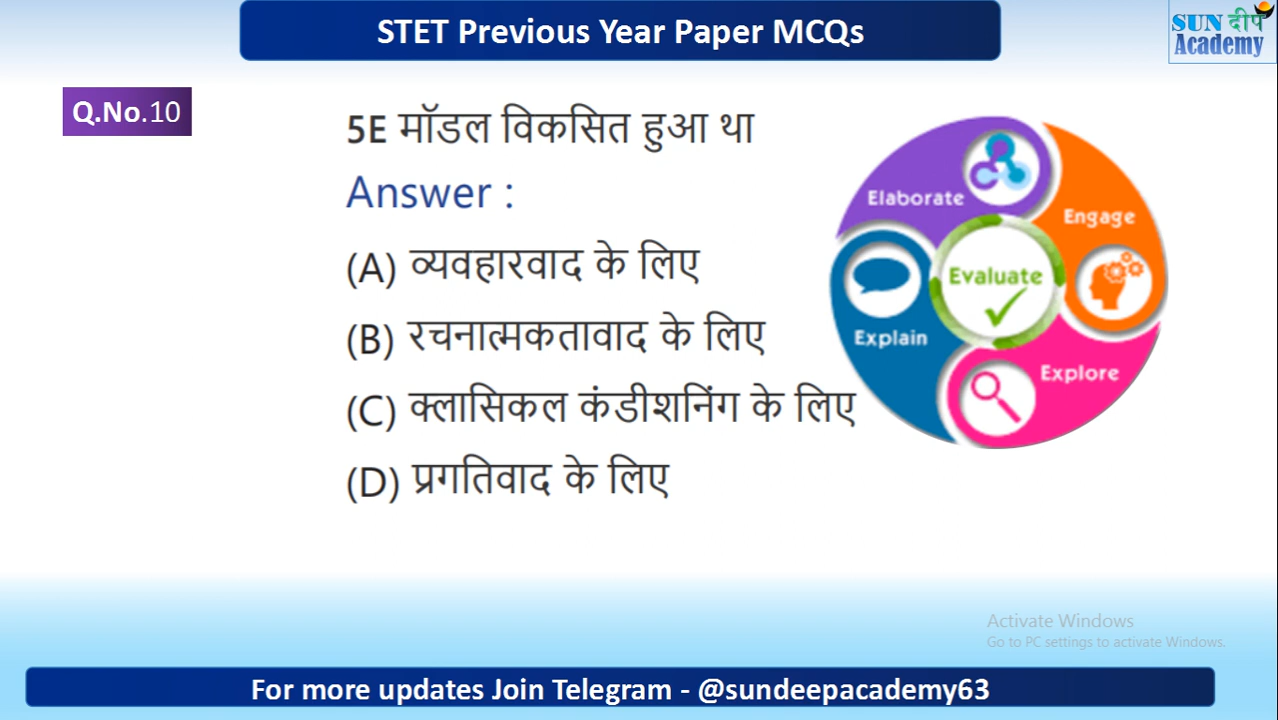 STET Previous Year Paper MCQs
SUN दीप
Academy
Q.No.10
5E मॉडल विकसित हुआ था
Answer :
(A) व्यवहारवाद के लिए
(B) रचनात्मकतावाद के लिए
(C) क्लासिकल कंडीशनिंग के लिए
(D) प्रगतिवाद के लिए
Elaborate
Engage
Evaluate
Explain
Explore
Activate Windows
Go to PC settings to activate Windows.
For more updates Join Telegram - @sundeepacademy63